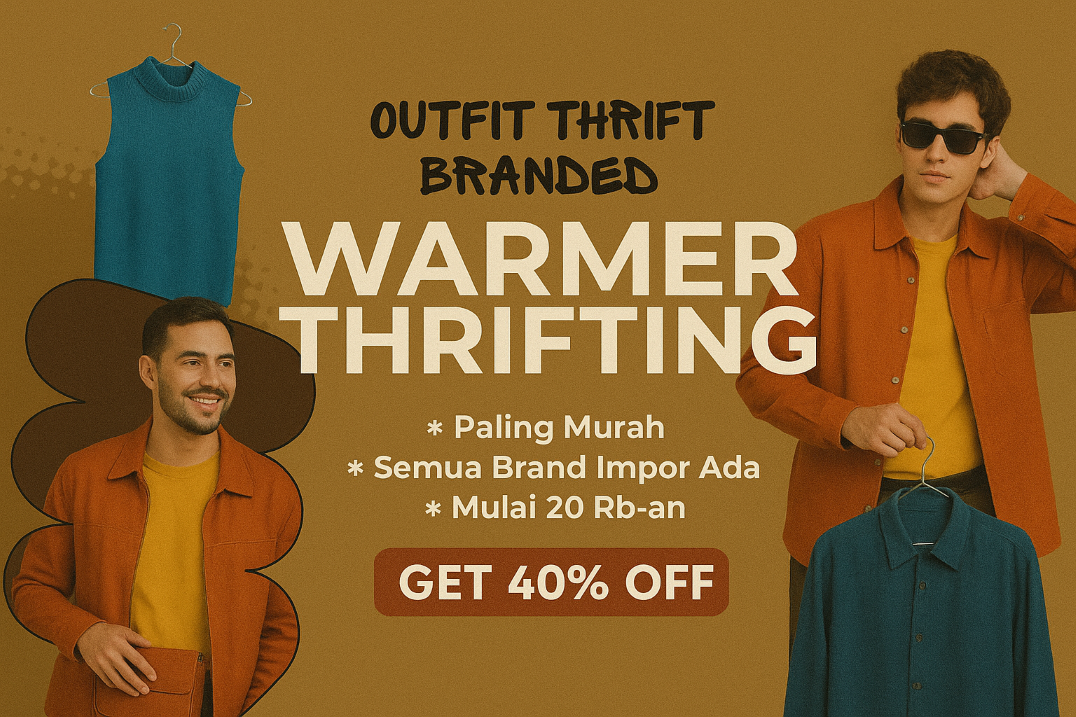 OUTFIT THRIFT
BRANDED
WARMER
THRIFTING
* Paling Murah
* Semua Brand Impor Ada
* Mulai 20 Rb-an
GET 40% OFF